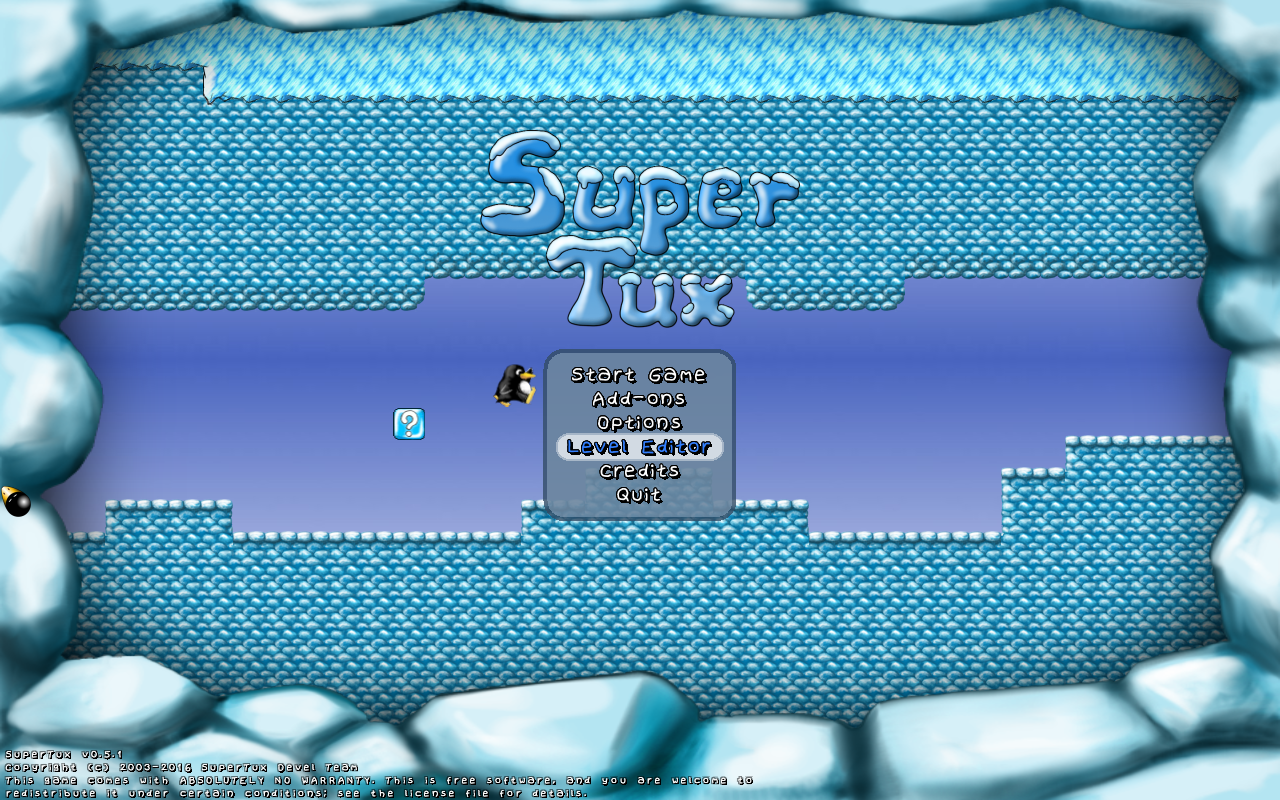 Super
Tux
?
Start Game
Add-ons
Options
Level Editor
Credits
Quit
SuperTux v0.5.1
Copyright (c) 2003-2016 SuperTux Devel Team
This game comes with ABSOLUTELY NO WARRANTY. This is free software, and you are welcome to
redistribute it under certain conditions; see the license file for details.